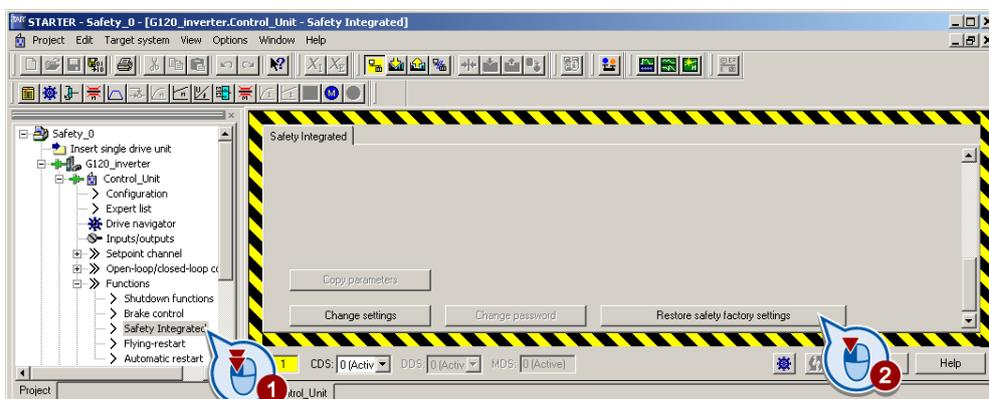 STARTER - Safety_0 - [G120_inverter.Control_Unit - Safety Integrated]
Project Edit Target system View Options Window Help
Safety_0
Insert single drive unit
G120_inverter
Control_Unit
Configuration
Expert list
Drive navigator
Inputs/outputs
Setpoint channel
Open-loop/closed-loop co
Functions
Shutdown functions
Brake control
Safety Integrated
Flying-restart
Automatic restart
Project
Safety Integrated
Copy parameters
Change settings Change password Restore safety factory settings
1 CDS: 0 (Activ DDS: 0 (Activ MDS: 0 (Active) Help
trol_Unit
1
2